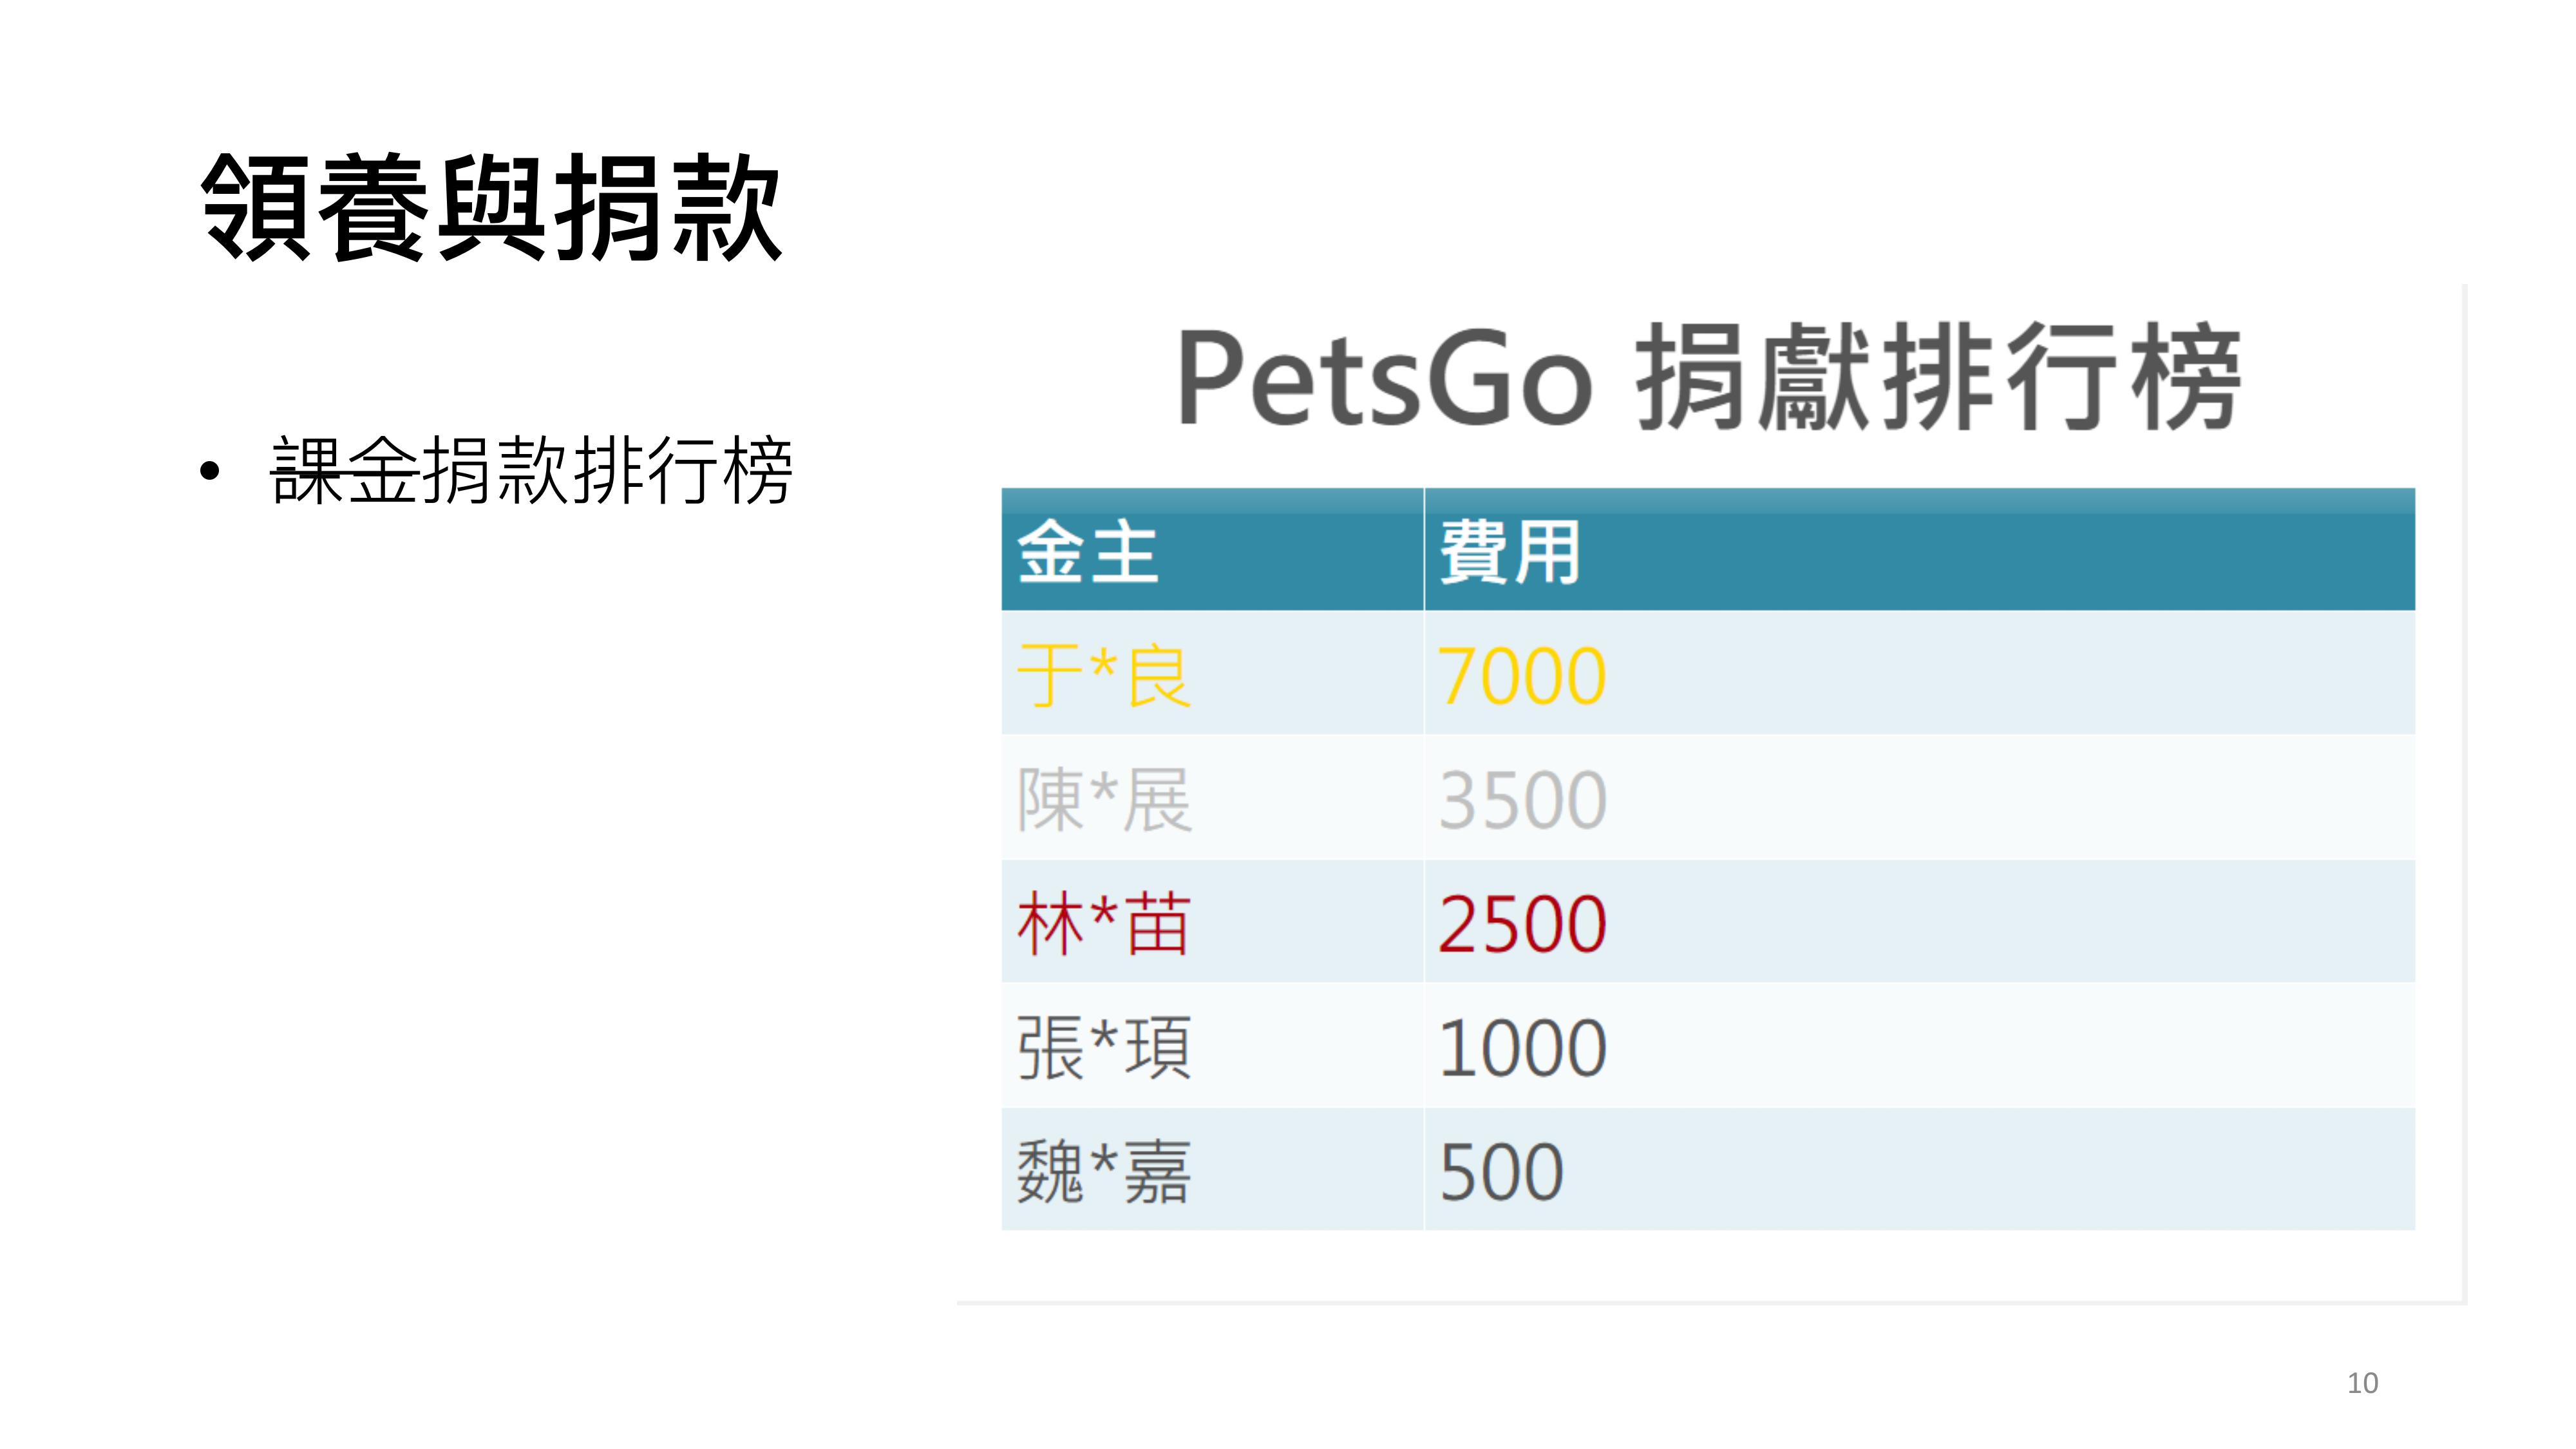 領養與捐款
• 課金捐款排行榜
PetsGo 捐獻排行榜
金主 費用
于*良 7000
陳*展 3500
林*苗 2500
張*項 1000
魏*嘉 500
10